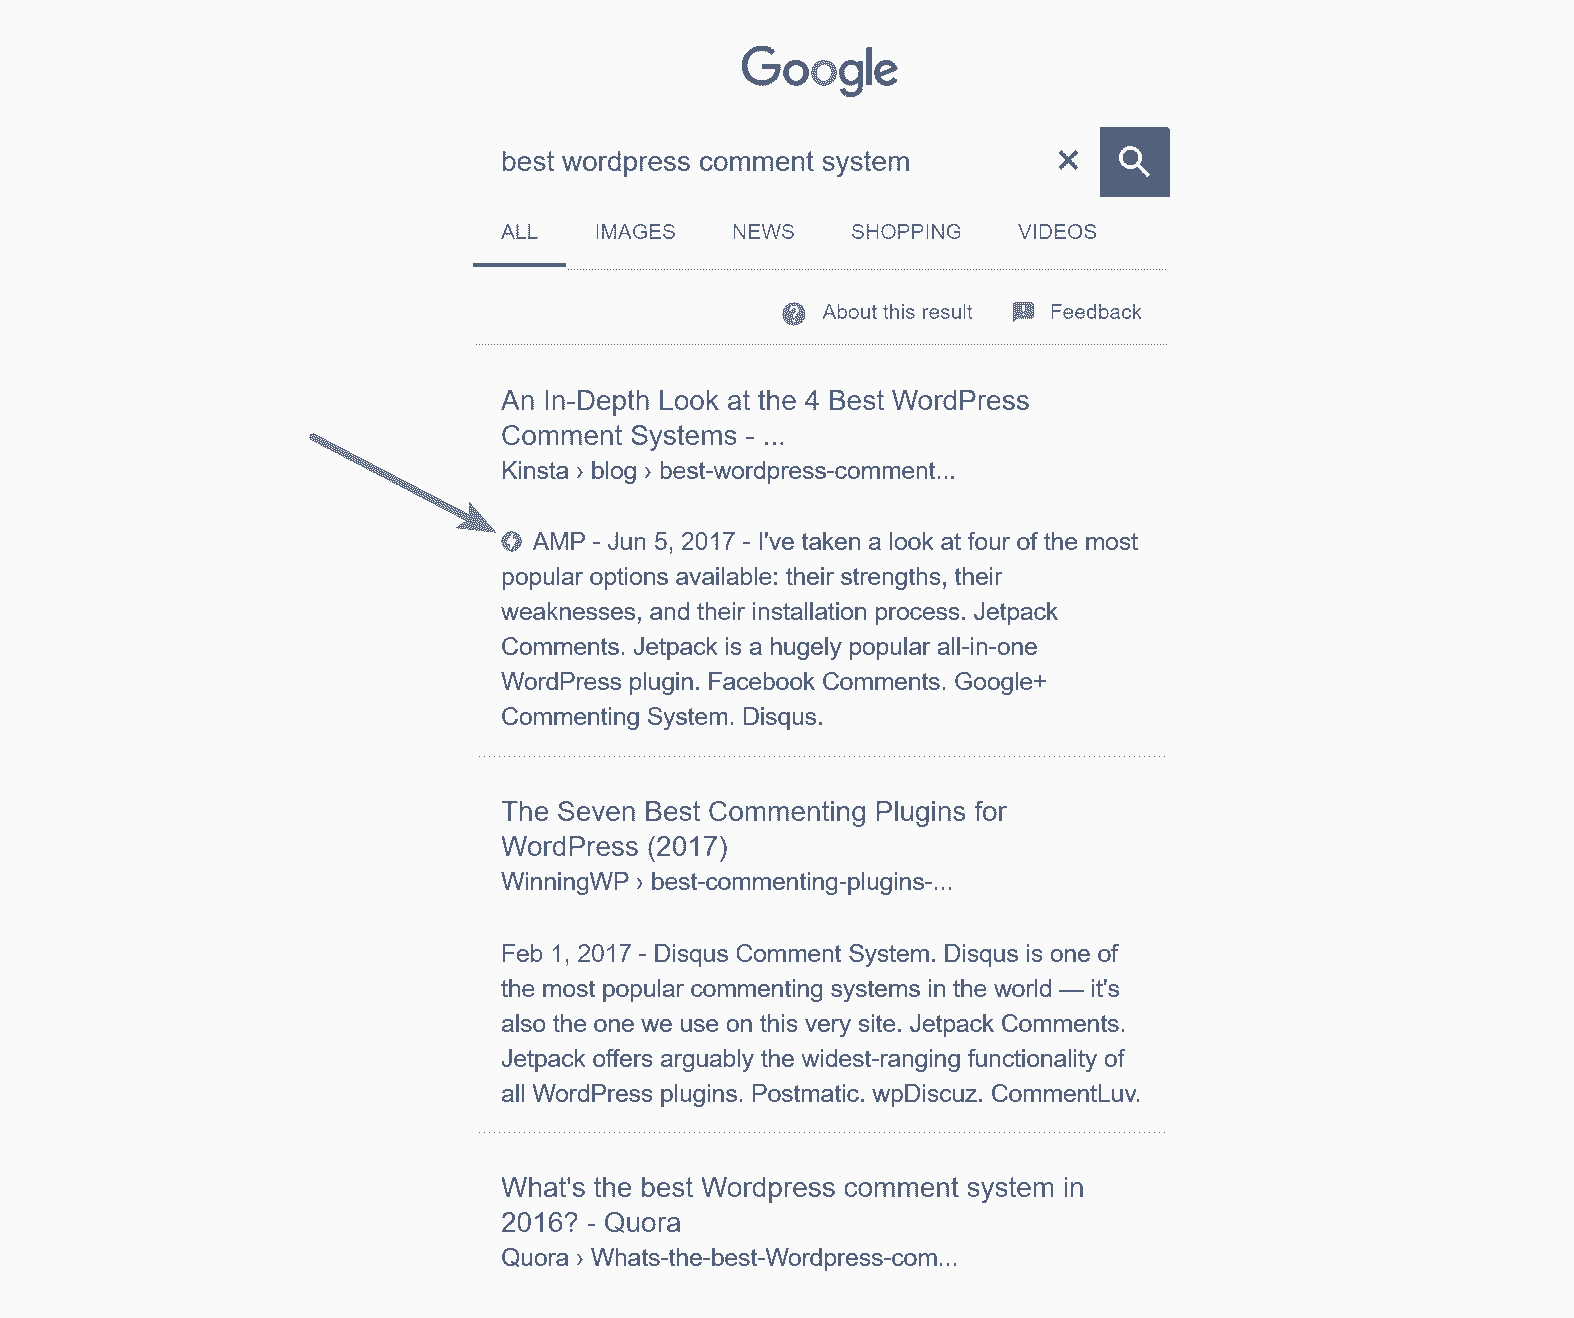 Google
best wordpress comment system
ALL IMAGES NEWS SHOPPING VIDEOS
About this result Feedback
An In-Depth Look at the 4 Best WordPress
Comment Systems - ...
Kinsta › blog › best-wordpress-comment...
AMP - Jun 5, 2017 - I've taken a look at four of the most
popular options available: their strengths, their
weaknesses, and their installation process. Jetpack
Comments. Jetpack is a hugely popular all-in-one
WordPress plugin. Facebook Comments. Google+
Commenting System. Disqus.
The Seven Best Commenting Plugins for
WordPress (2017)
WinningWP › best-commenting-plugins-...
Feb 1, 2017 - Disqus Comment System. Disqus is one of
the most popular commenting systems in the world — it's
also the one we use on this very site. Jetpack Comments.
Jetpack offers arguably the widest-ranging functionality of
all WordPress plugins. Postmatic. wpDiscuz. CommentLuv.
What's the best Wordpress comment system in
2016? - Quora
Quora › Whats-the-best-Wordpress-com...